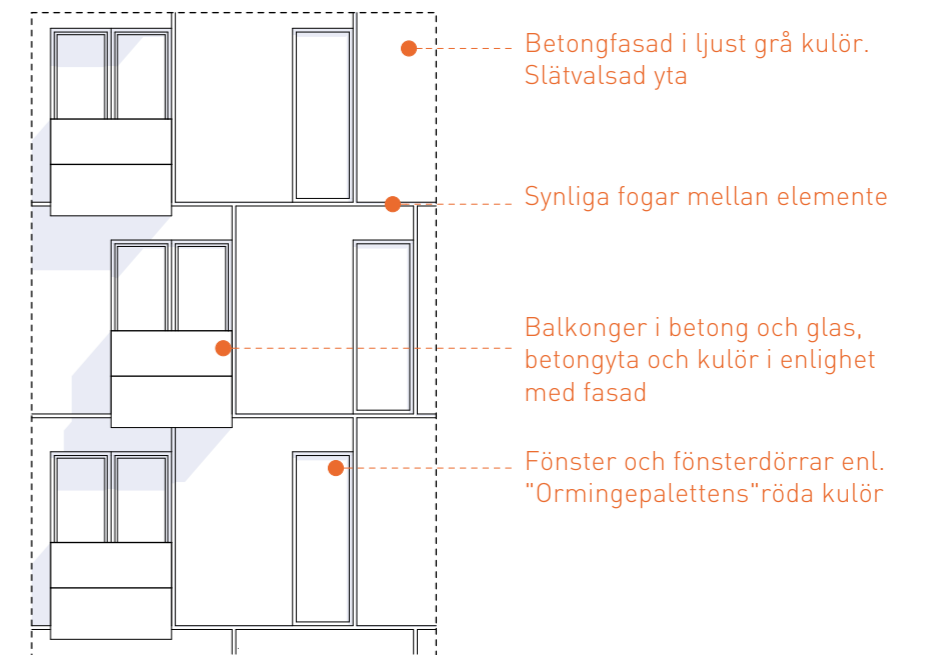 Betongfasad i ljust grå kulör.
Slätvalsad yta
Synliga fogar mellan elemente
Balkonger i betong och glas,
betongyta och kulör i enlighet
med fasad
Fönster och fönsterdörrar enl.
"Ormingepalettens"röda kulör